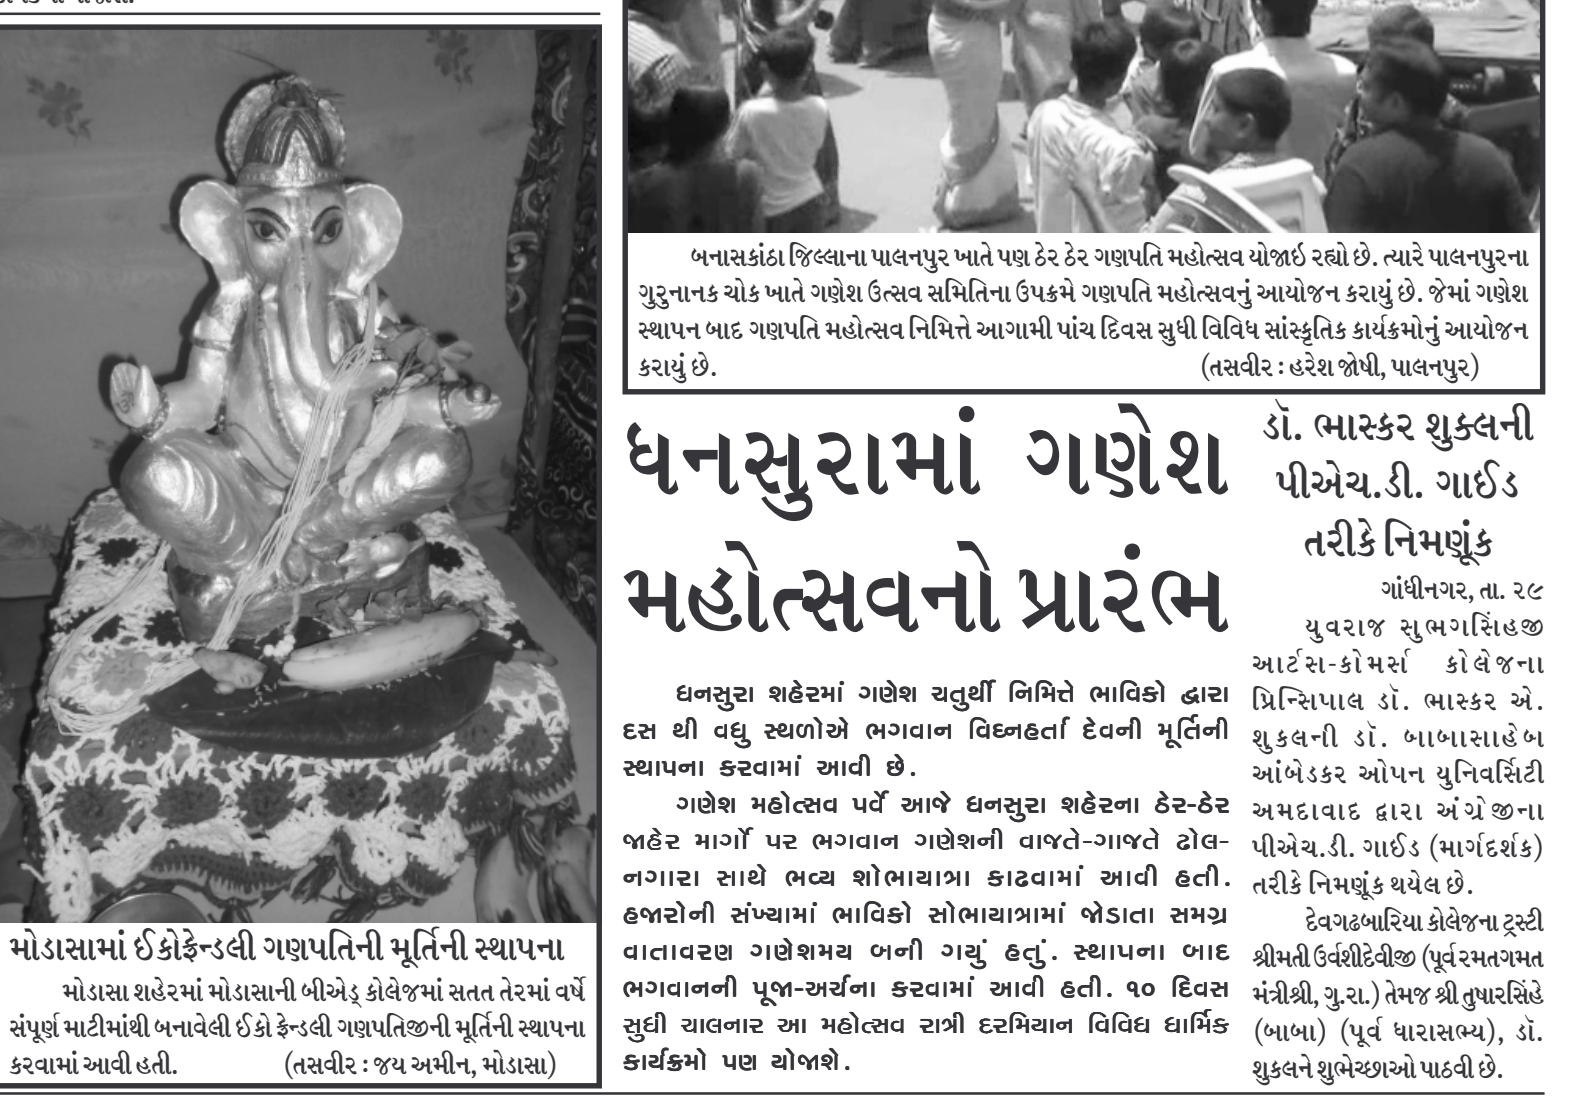 મોડાસામાં ઈકોફ્રેન્ડલી ગણપતિની મૂર્તિની સ્થાપના
મોડાસા શહેરમાં મોડાસાની બીએડ્ કોલેજમાં સતત તેરમાં વર્ષે
સંપૂર્ણ માટીમાંથી બનાવેલી ઈકો ફ્રેન્ડલી ગણપતિજીની મૂર્તિની સ્થાપના
કરવામાં આવી હતી. (તસવીર : જય અમીન, મોડાસા)
બનાસકાંઠા જિલ્લાના પાલનપુર ખાતે પણ ઠેર ઠેર ગણપતિ મહોત્સવ યોજાઇ રહ્યો છે. ત્યારે પાલનપુરના
ગુરુનાનક ચોક ખાતે ગણેશ ઉત્સવ સમિતિના ઉપક્રમે ગણપતિ મહોત્સવનું આયોજન કરાયું છે. જેમાં ગણેશ
સ્થાપન બાદ ગણપતિ મહોત્સવ નિમિત્તે આગામી પાંચ દિવસ સુધી વિવિધ સાંસ્કૃતિક કાર્યક્રમોનું આયોજન
કરાયું છે. (તસવીર : હરેશ જોષી, પાલનપુર)
ધનસુરામાં ગણેશ
મહોત્સવનો પ્રારંભ
ધનસુરા શહેરમાં ગણેશ ચતુર્થી નિમિત્તે ભાવિકો દ્વારા
દસ થી વધુ સ્થળોએ ભગવાન વિઘ્નહર્તા દેવની મૂર્તિની
સ્થાપના કરવામાં આવી છે.
ગણેશ મહોત્સવ પર્વે આજે ધનસુરા શહેરના ઠેર-ઠેર
જાહેર માર્ગો પર ભગવાન ગણેશની વાજતે-ગાજતે ઢોલ-
નગારા સાથે ભવ્ય શોભાયાત્રા કાઢવામાં આવી હતી.
હજારોની સંખ્યામાં ભાવિકો સોભાયાત્રામાં જોડાતા સમગ્ર
વાતાવરણ ગણેશમય બની ગયું હતું. સ્થાપના બાદ
ભગવાનની પૂજા-અર્ચના કરવામાં આવી હતી. ૧૦ દિવસ
સુધી ચાલનાર આ મહોત્સવ રાત્રી દરમિયાન વિવિધ ધાર્મિક
કાર્યક્રમો પણ યોજાશે.
ડૉ. ભાસ્કર શુક્લની
પીએચ.ડી. ગાઈડ
તરીકે નિમણૂંક
ગાંધીનગર, તા. ૨૯
યુવરાજ સુભગસિંહજી
આર્ટસ-કોમર્સ કોલેજના
પ્રિન્સિપાલ ડૉ. ભાસ્કર એ.
શુકલની ડૉ. બાબાસાહેબ
આંબેડકર ઓપન યુનિવર્સિટી
અમદાવાદ દ્વારા અંગ્રેજીના
પીએચ.ડી. ગાઈડ (માર્ગદર્શક)
તરીકે નિમણૂંક થયેલ છે.
દેવગઢબારિયા કોલેજના ટ્રસ્ટી
શ્રીમતી ઉર્વશીદેવીજી (પૂર્વ રમતગમત
મંત્રીશ્રી, ગુ.રા.) તેમજ શ્રી તુષારસિંહે
(બાબા) (પૂર્વ ધારાસભ્ય), ડૉ.
શુકલને શુભેચ્છાઓ પાઠવી છે.